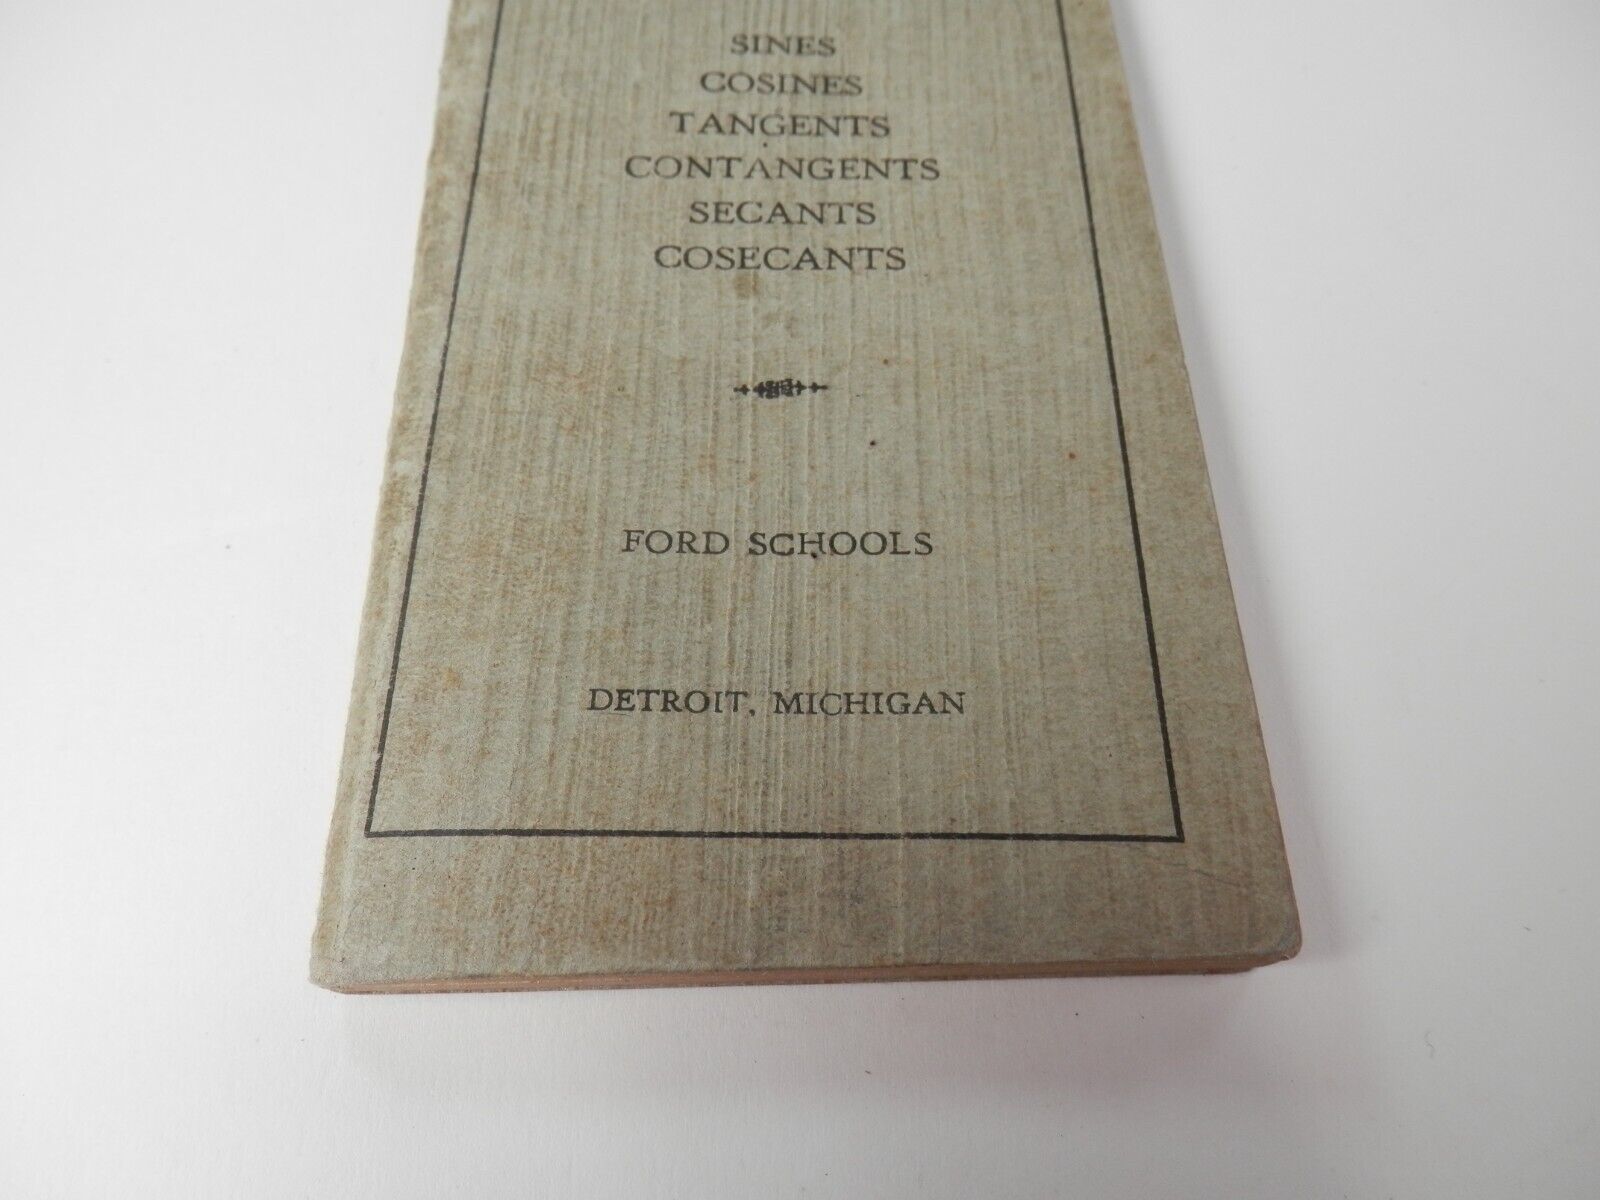 SINES
COSINES
TANGENTS
CONTANGENTS
SECANTS
COSECANTS
FORD SCHOOLS
DETROIT, MICHIGAN